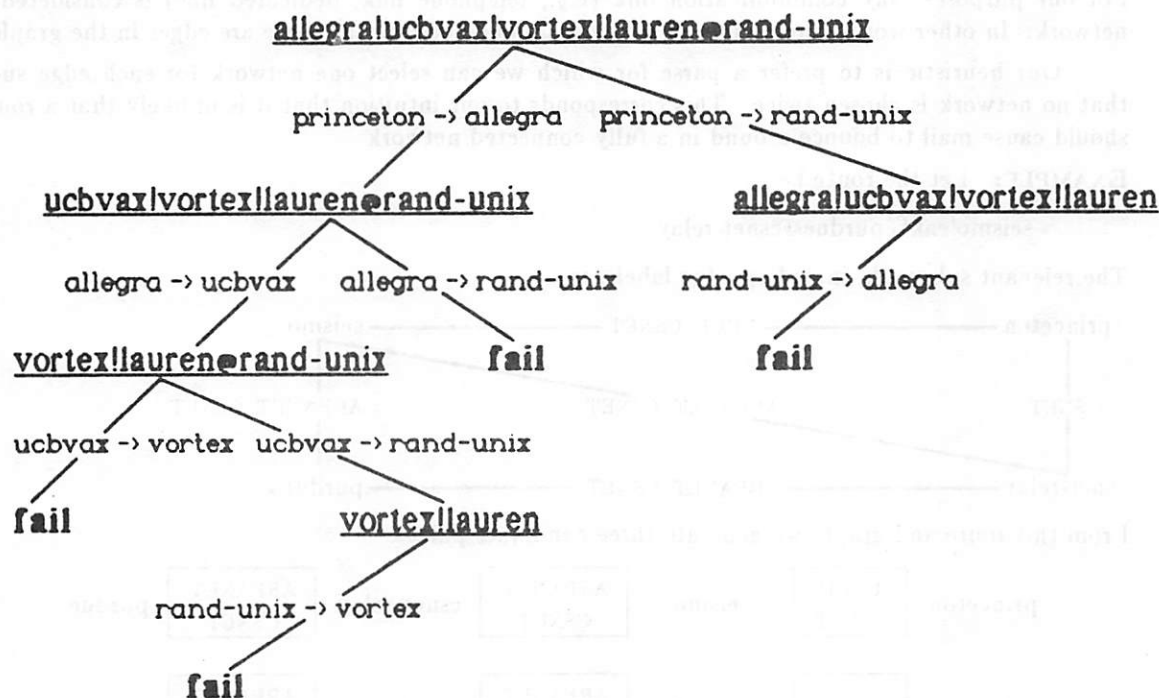 allegra!ucbvax!vortex!lauren@rand-unix
princeton -> allegra princeton -> rand-unix
ucbvax!vortex!lauren@rand-unix allegra!ucbvax!vortex!lauren
allegra -> ucbvax allegra -> rand-unix rand-unix -> allegra
vortex!lauren@rand-unix fail fail
ucbvax -> vortex ucbvax -> rand-unix
fail vortex!lauren
rand-unix -> vortex
fail